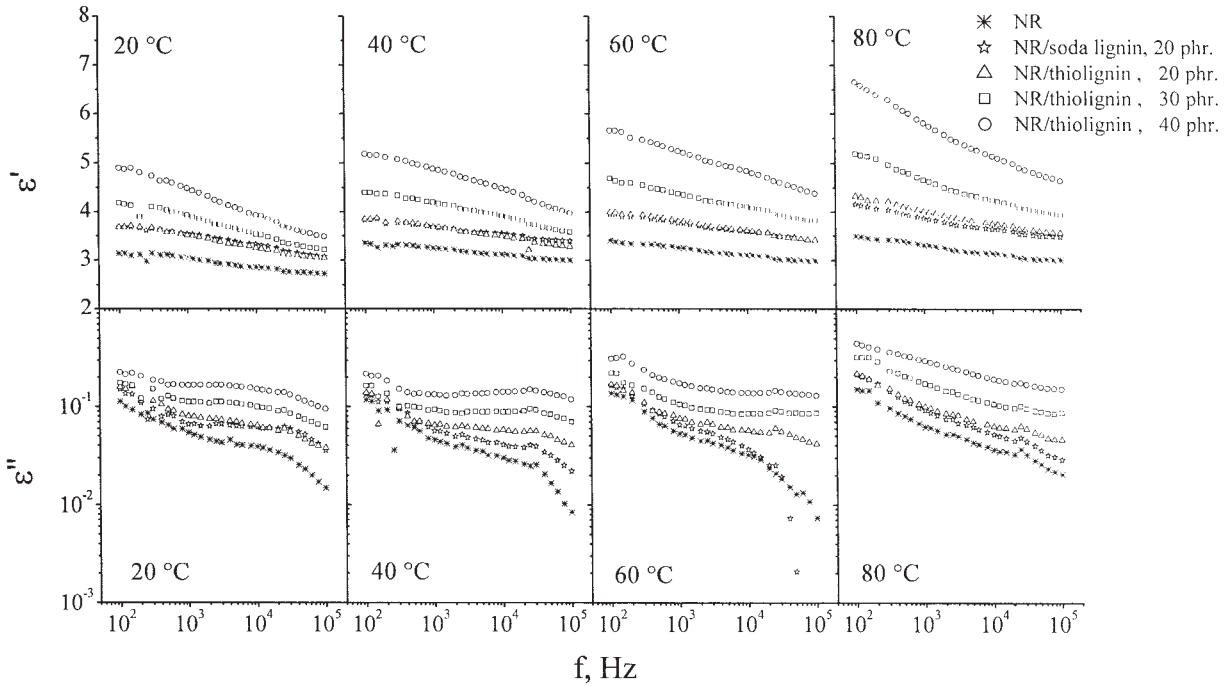 8
7
6
5
4
3
2
ε'
20 °C
40 °C
60 °C
80 °C
NR
NR/soda lignin, 20 phr.
NR/thiolignin , 20 phr.
NR/thiolignin , 30 phr.
NR/thiolignin , 40 phr.
10⁻¹
10⁻²
10⁻³
ε''
20 °C
40 °C
60 °C
80 °C
10² 10³ 10⁴ 10⁵
10² 10³ 10⁴ 10⁵
10² 10³ 10⁴ 10⁵
10² 10³ 10⁴ 10⁵
f, Hz